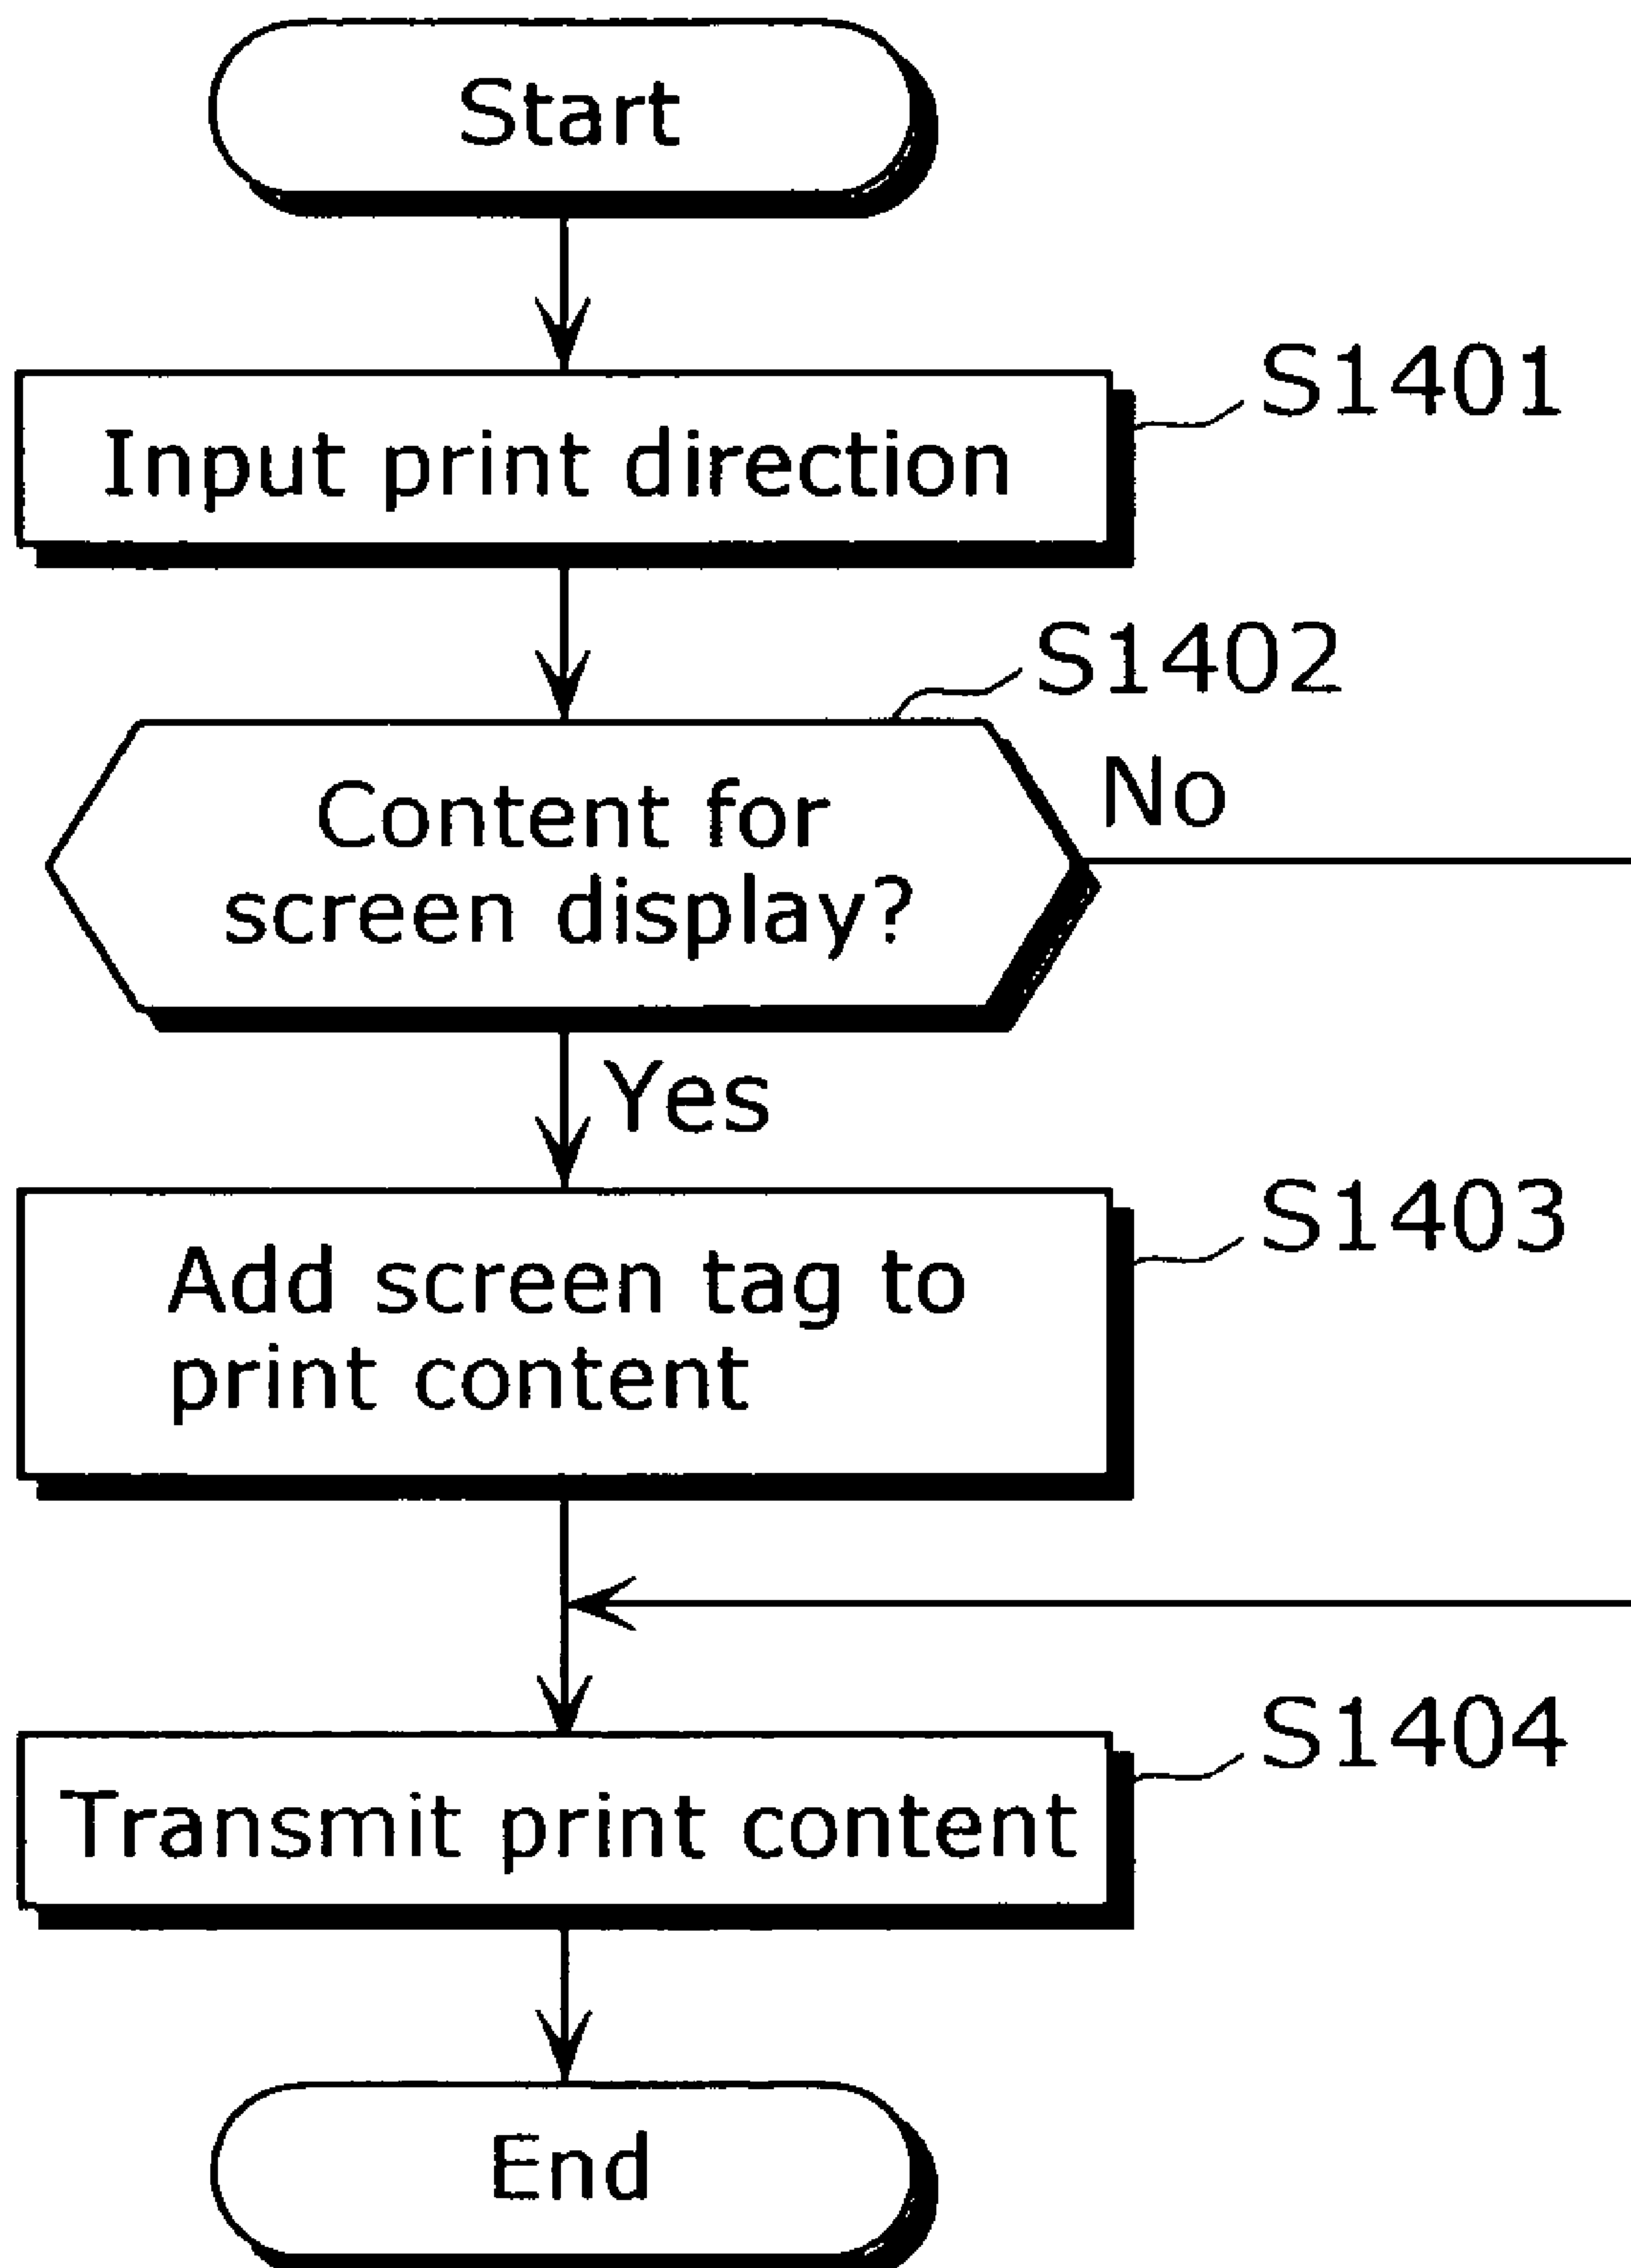 Start
S1401
Input print direction
S1402
No
Content for
screen display?
Yes
S1403
Add screen tag to
print content
S1404
Transmit print content
End